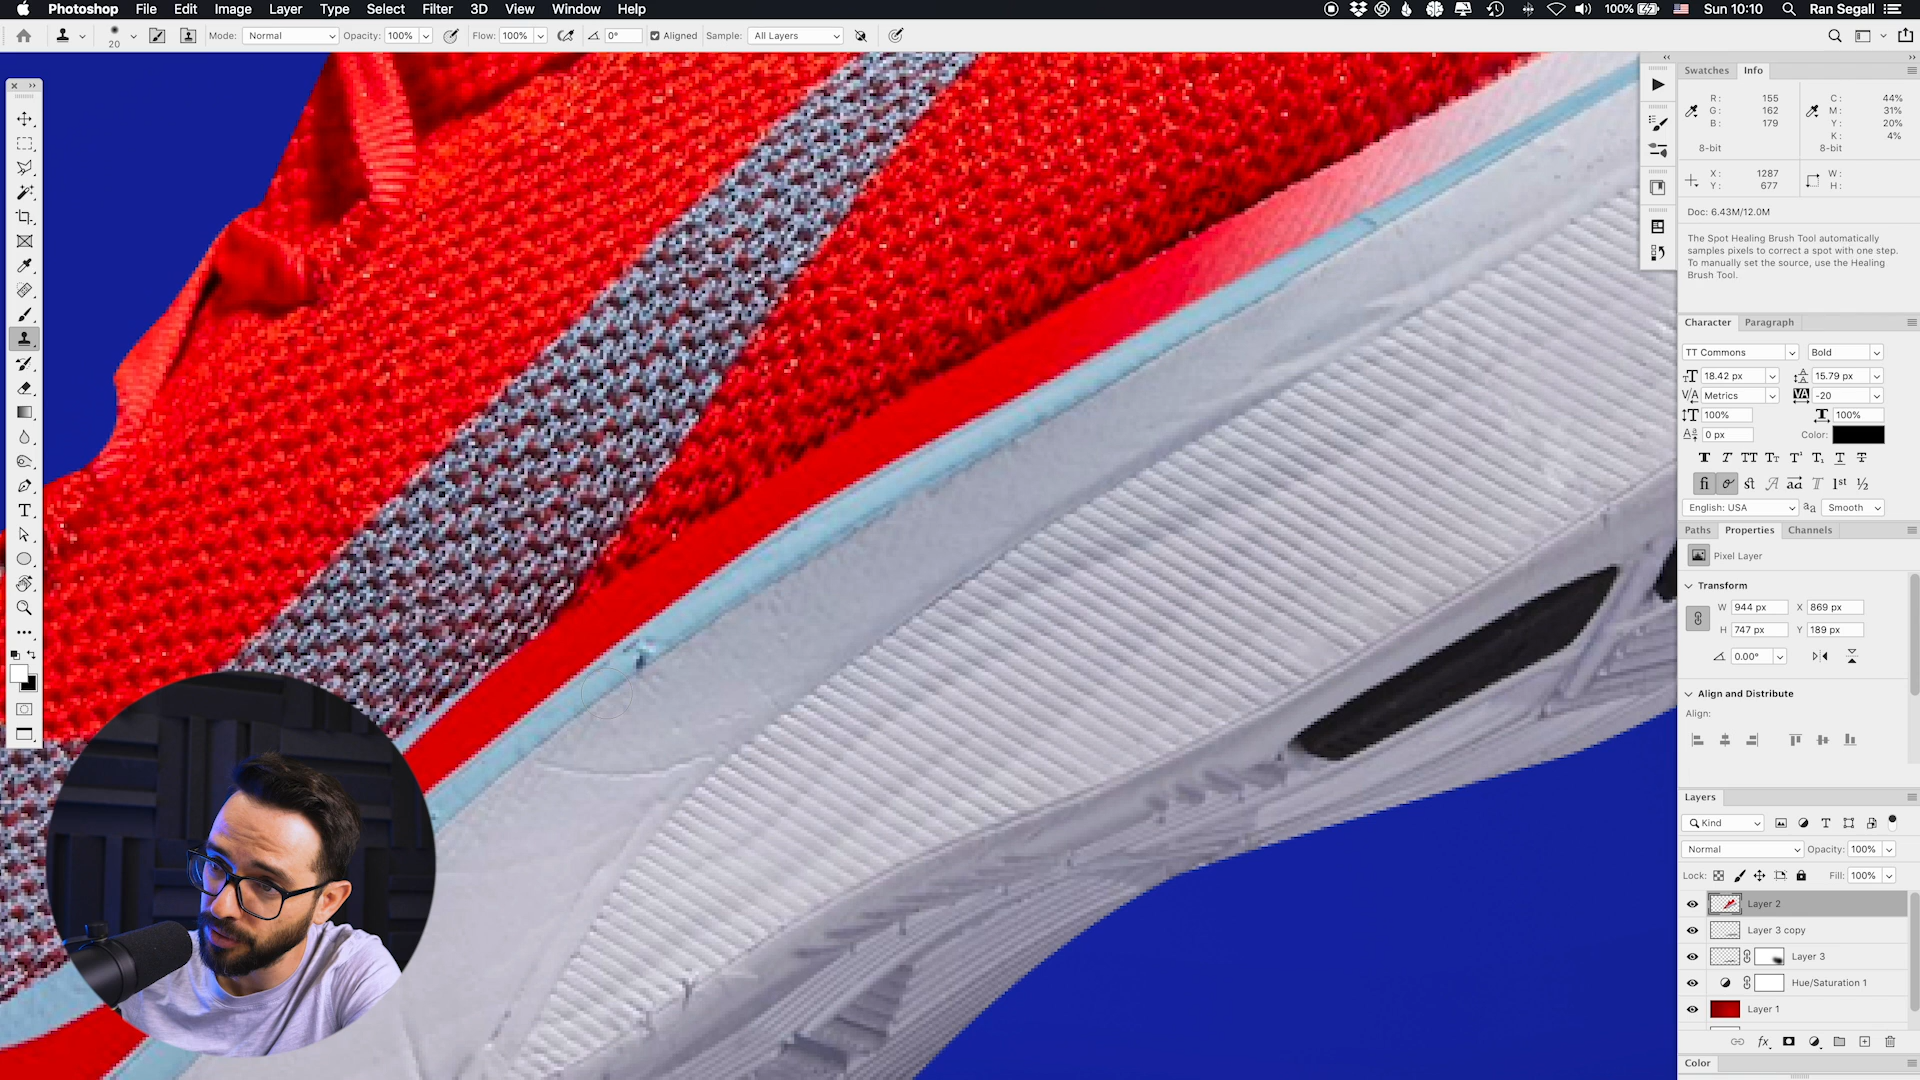 Photoshop File Edit Image Layer Type Select Filter 3D View Window Help 100% Sun 10:10 Ran Segall
20 Mode: Normal Opacity: 100% Flow: 100% 0° Aligned Sample: All Layers
Swatches Info
R: 155 C: 44%
G: 162 M: 31%
B: 179 Y: 20%
K: 4%
8-bit 8-bit
X: 1287 W:
Y: 677 H:
Doc: 6.43M/12.0M
The Spot Healing Brush Tool automatically
samples pixels to correct a spot with one step.
To manually set the source, use the Healing
Brush Tool.
Character Paragraph
TT Commons Bold
18.42 px 15.79 px
Metrics -20
100% 100%
0 px Color:
English: USA aa Smooth
Paths Properties Channels
Pixel Layer
Transform
W 944 px X 869 px
H 747 px Y 189 px
0.00°
Align and Distribute
Align:
Layers
Kind
Normal Opacity: 100%
Lock: Fill: 100%
Layer 2
Layer 3 copy
Layer 3
Hue/Saturation 1
Layer 1
fx
Color